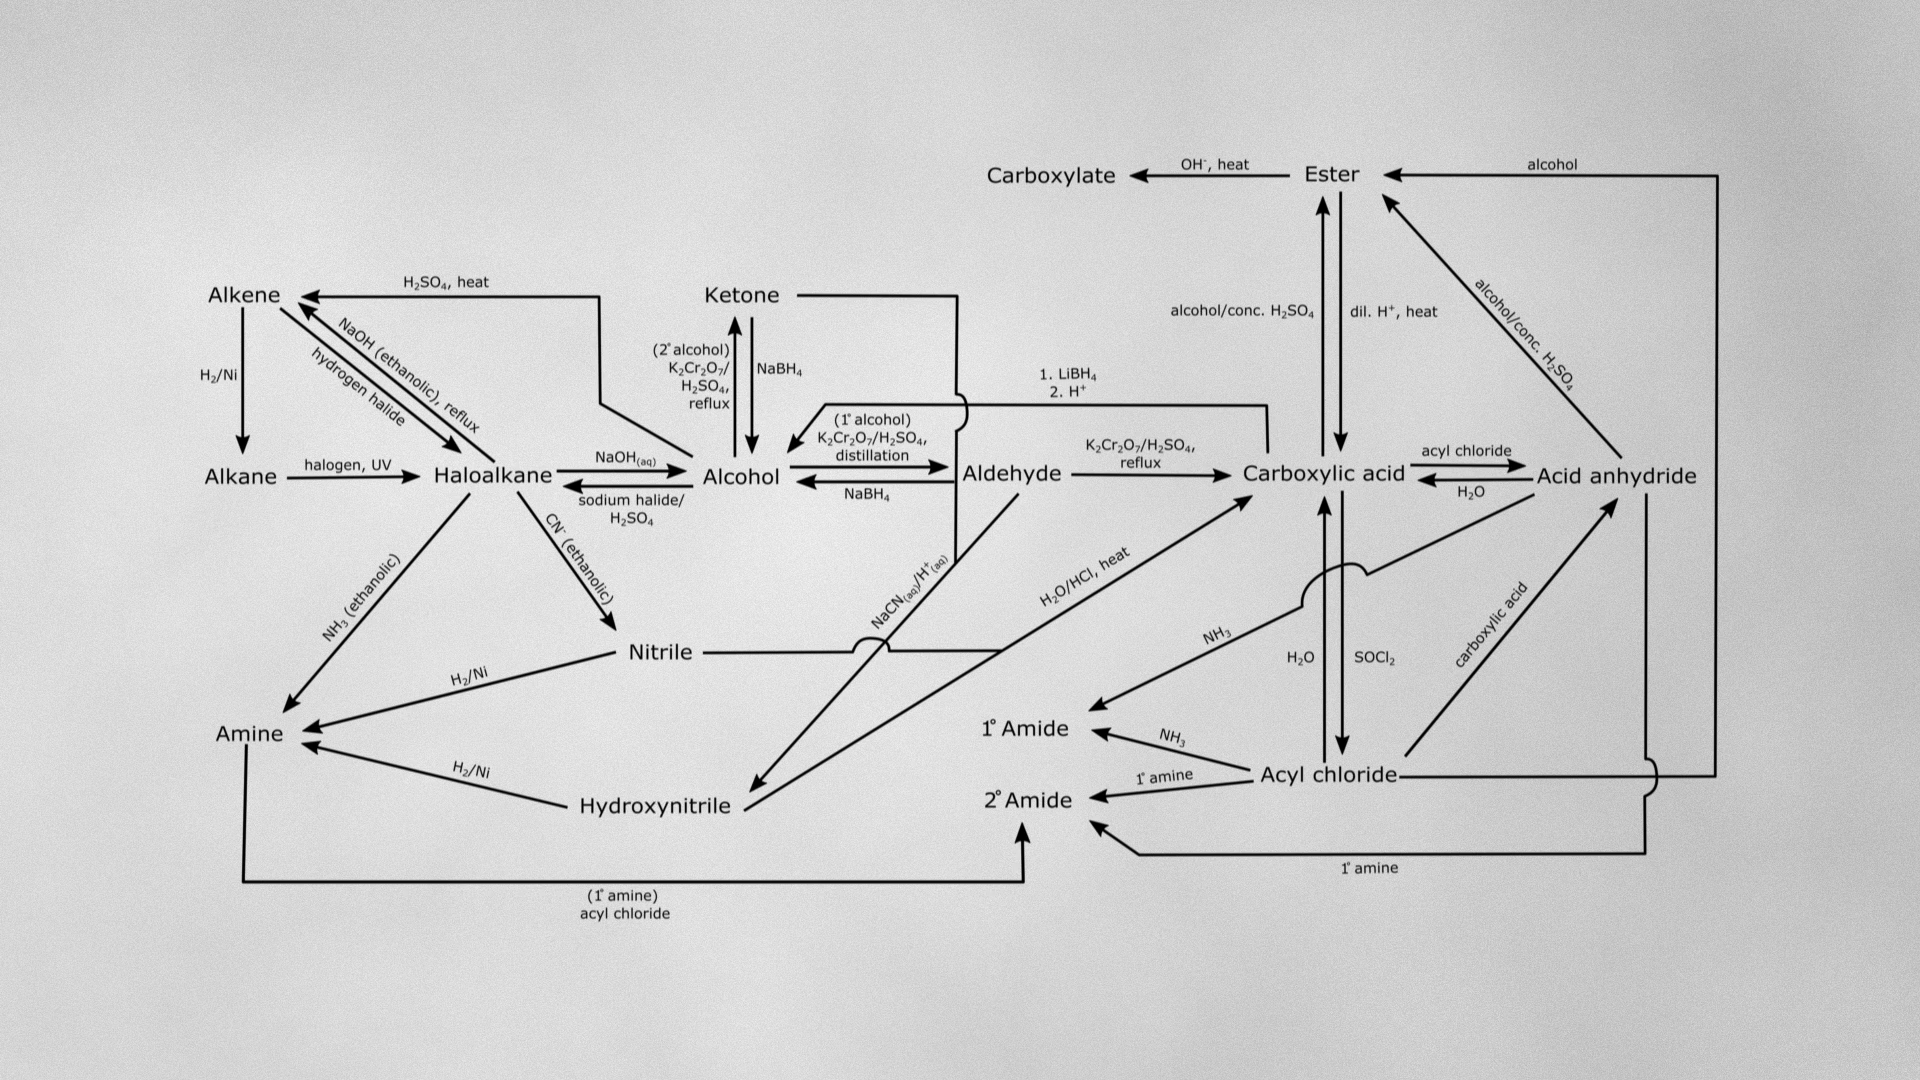 OH⁻, heat
alcohol
Carboxylate
Ester
H₂SO₄, heat
Alkene
Ketone
alcohol/conc. H₂SO₄
dil. H⁺, heat
alcohol/conc. H₂SO₄
NaOH (ethanolic), reflux
hydrogen halide
H₂/Ni
(2° alcohol)
K₂Cr₂O₇/
H₂SO₄,
reflux
NaBH₄
1. LiBH₄
2. H⁺
(1° alcohol)
K₂Cr₂O₇/H₂SO₄,
distillation
K₂Cr₂O₇/H₂SO₄,
reflux
acyl chloride
halogen, UV
NaOH(aq)
Alkane
Haloalkane
Alcohol
Aldehyde
Carboxylic acid
Acid anhydride
sodium halide/
H₂SO₄
NaBH₄
H₂O
CN⁻ (ethanolic)
NH₃ (ethanolic)
NaCN(aq)/H⁺(aq)
H₂O/HCl, heat
carboxylic acid
NH₃
Nitrile
H₂O
SOCl₂
H₂/Ni
Amine
1° Amide
NH₃
H₂/Ni
1° amine
Acyl chloride
Hydroxynitrile
2° Amide
1° amine
(1° amine)
acyl chloride